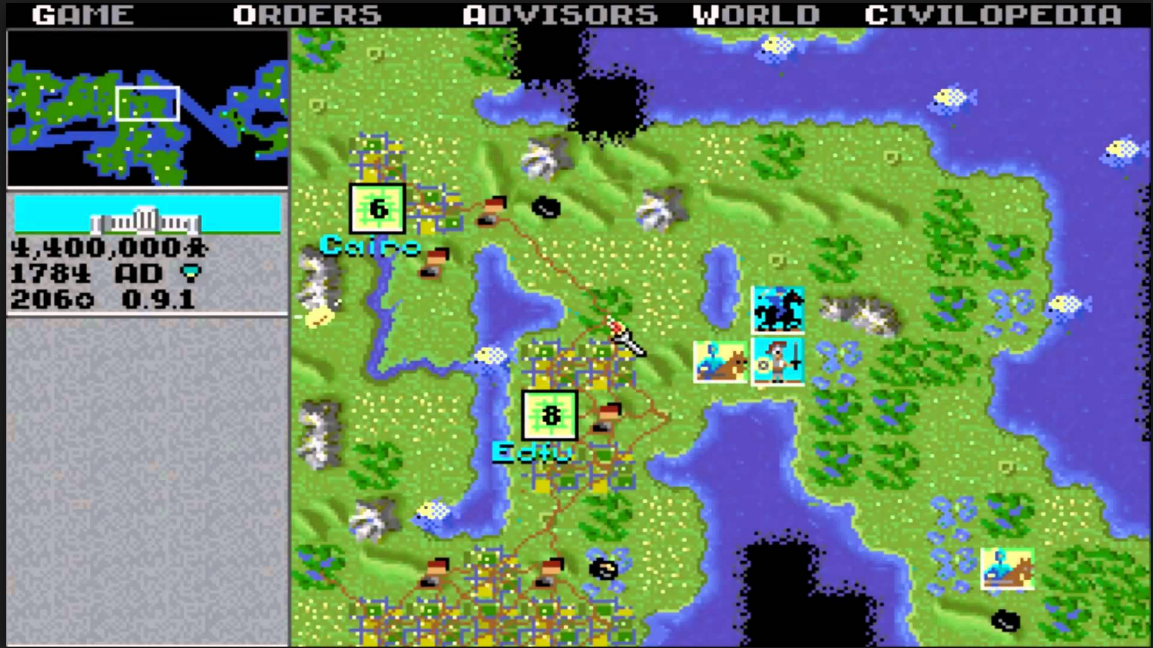 GAME ORDERS ADVISORS WORLD CIVILOPEDIA
4,400,000
1784 AD
206 0.9.1
6
Cairo
8
Edfu